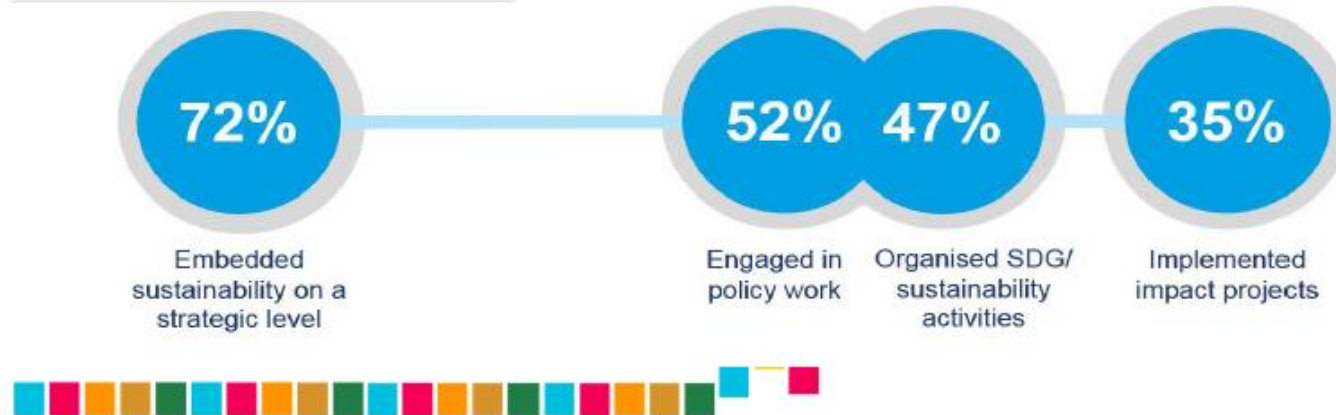 72%
52%
47%
35%
Embedded
sustainability on a
strategic level
Engaged in
policy work
Organised SDG/
sustainability
activities
Implemented
impact projects